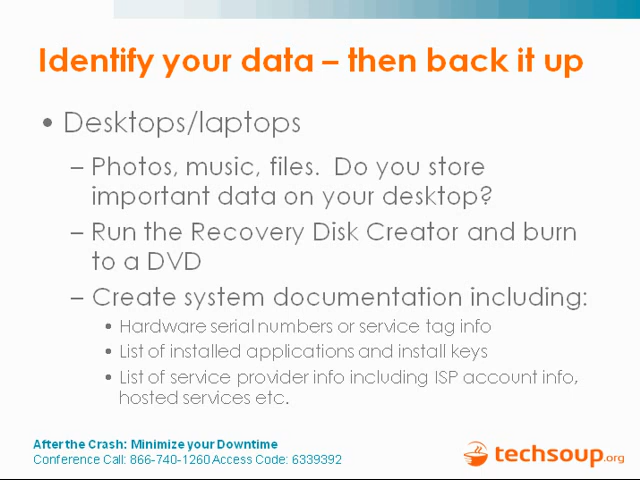 Identify your data – then back it up
• Desktops/laptops
– Photos, music, files.  Do you store
important data on your desktop?
– Run the Recovery Disk Creator and burn
to a DVD
– Create system documentation including:
• Hardware serial numbers or service tag info
• List of installed applications and install keys
• List of service provider info including ISP account info,
hosted services etc.
After the Crash: Minimize your Downtime
Conference Call: 866-740-1260 Access Code: 6339392
techsoup.org